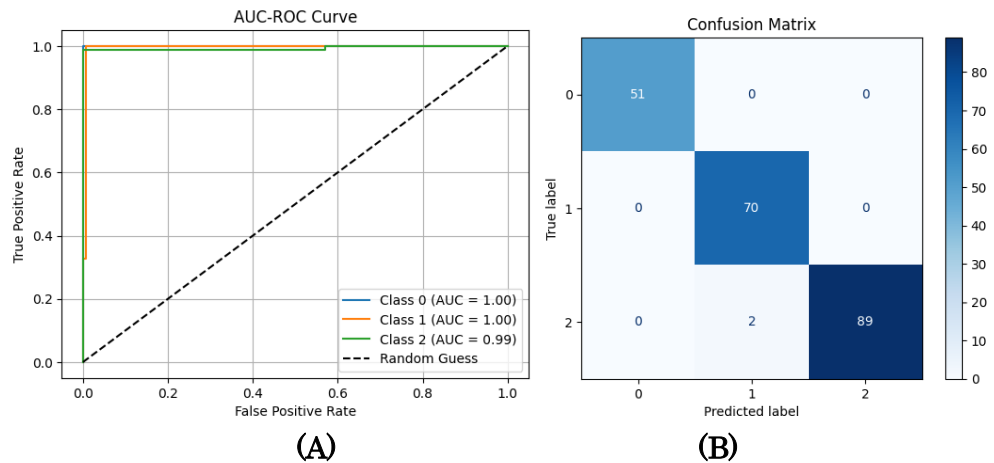 AUC-ROC Curve
True Positive Rate
1.0
0.8
0.6
0.4
0.2
0.0
0.0 0.2 0.4 0.6 0.8 1.0
False Positive Rate
Class 0 (AUC = 1.00)
Class 1 (AUC = 1.00)
Class 2 (AUC = 0.99)
Random Guess
(A)
Confusion Matrix
True label
0 51 0 0
1 0 70 0
2 0 2 89
0 1 2
Predicted label
80
70
60
50
40
30
20
10
0
(B)